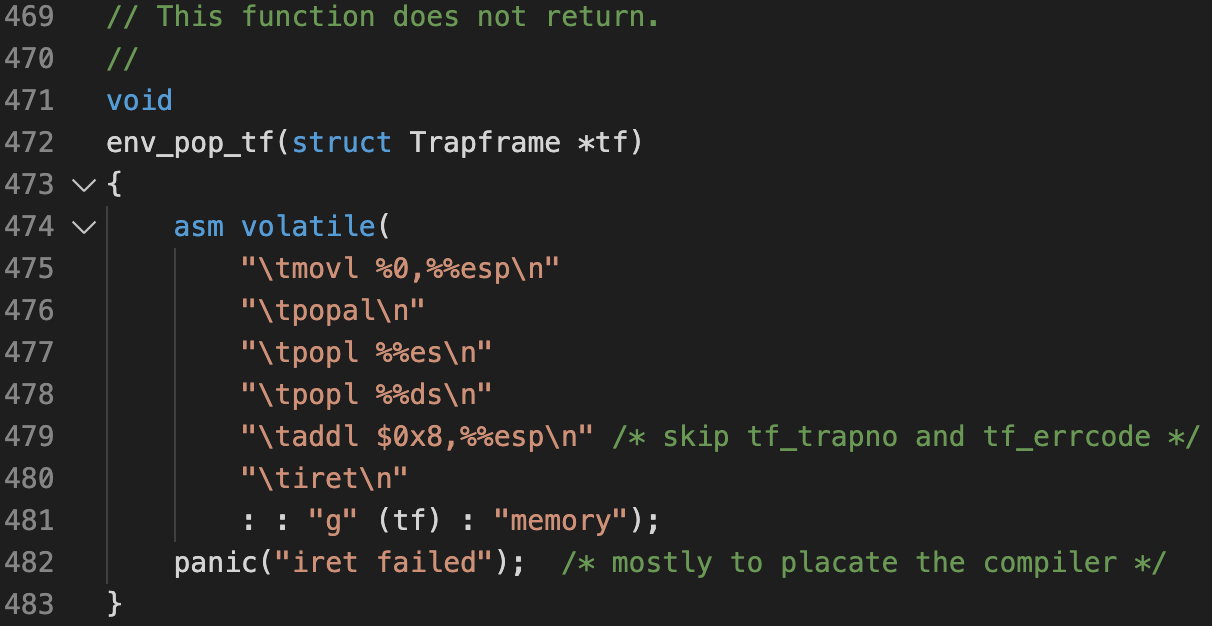 469 // This function does not return.
470 //
471 void
472 env_pop_tf(struct Trapframe *tf)
473 {
474     asm volatile(
475         "\tmovl %0,%%esp\n"
476         "\tpopal\n"
477         "\tpopl %%es\n"
478         "\tpopl %%ds\n"
479         "\taddl $0x8,%%esp\n" /* skip tf_trapno and tf_errcode */
480         "\tiret\n"
481         : : "g" (tf) : "memory");
482     panic("iret failed");  /* mostly to placate the compiler */
483 }